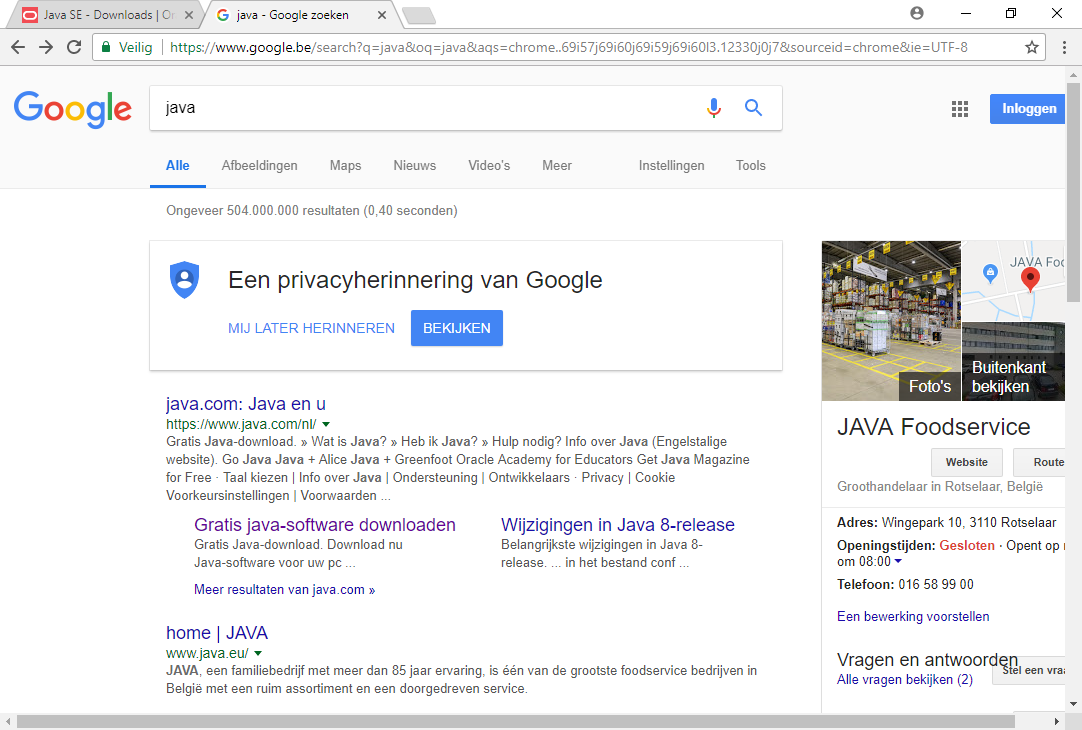 Java SE - Downloads | Or
java - Google zoeken
Veilig
https://www.google.be/search?q=java&oq=java&aqs=chrome..69i57j69i60j69i59j69i60l3.12330j0j7&sourceid=chrome&ie=UTF-8
Google
java
Inloggen
Alle Afbeeldingen Maps Nieuws Video's Meer Instellingen Tools
Ongeveer 504.000.000 resultaten (0,40 seconden)
Een privacyherinnering van Google
MIJ LATER HERINNEREN BEKIJKEN
java.com: Java en u
https://www.java.com/nl/
Gratis Java-download. » Wat is Java? » Heb ik Java? » Hulp nodig? Info over Java (Engelstalige
website). Go Java Java + Alice Java + Greenfoot Oracle Academy for Educators Get Java Magazine
for Free · Taal kiezen | Info over Java | Ondersteuning | Ontwikkelaars · Privacy | Cookie
Voorkeursinstellingen | Voorwaarden ...
Gratis java-software downloaden
Gratis Java-download. Download nu
Java-software voor uw pc ...
Wijzigingen in Java 8-release
Belangrijkste wijzigingen in Java 8-
release. ... in het bestand conf ...
Meer resultaten van java.com »
home | JAVA
www.java.eu/
JAVA, een familiebedrijf met meer dan 85 jaar ervaring, is één van de grootste foodservice bedrijven in
België met een ruim assortiment en een doorgedreven service.
JAVA Foo
Foto's
Buitenkant
bekijken
JAVA Foodservice
Website Route
Groothandelaar in Rotselaar, België
Adres: Wingepark 10, 3110 Rotselaar
Openingstijden: Gesloten · Opent op
om 08:00
Telefoon: 016 58 99 00
Een bewerking voorstellen
Vragen en antwoorden
Alle vragen bekijken (2)
Stel een vraa